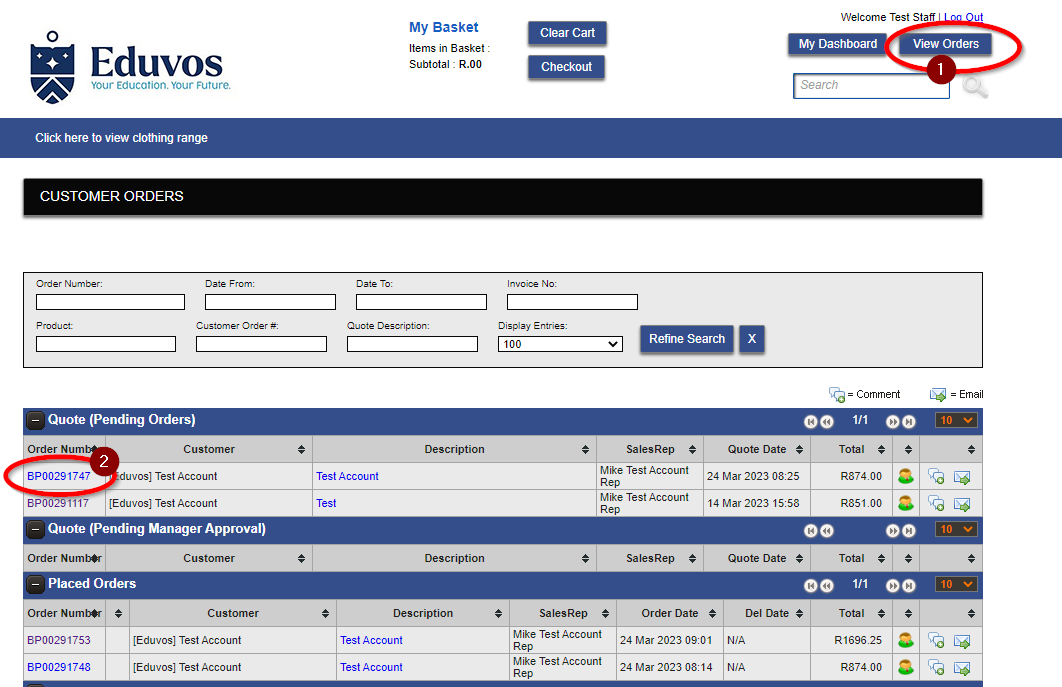 Welcome Test Staff | Log Out
My Basket
Clear Cart
My Dashboard
View Orders
Items in Basket :
Subtotal : R.00
Checkout
1
Search
Eduvos
Your Education. Your Future.
Click here to view clothing range
CUSTOMER ORDERS
Order Number: Date From: Date To: Invoice No:
Product: Customer Order #: Quote Description: Display Entries:
100
Refine Search X
= Comment = Email
Quote (Pending Orders) 1/1 10
Order Numb Customer Description SalesRep Quote Date Total
2
BP00291747 [Eduvos] Test Account Test Account Mike Test Account Rep 24 Mar 2023 08:25 R874.00
BP00291117 [Eduvos] Test Account Test Mike Test Account Rep 14 Mar 2023 15:58 R851.00
Quote (Pending Manager Approval) 10
Order Number Customer Description SalesRep Quote Date Total
Placed Orders 1/1 10
Order Number Customer Description SalesRep Order Date Del Date Total
BP00291753 [Eduvos] Test Account Test Account Mike Test Account Rep 24 Mar 2023 09:01 N/A R1696.25
BP00291748 [Eduvos] Test Account Test Account Mike Test Account Rep 24 Mar 2023 08:14 N/A R874.00